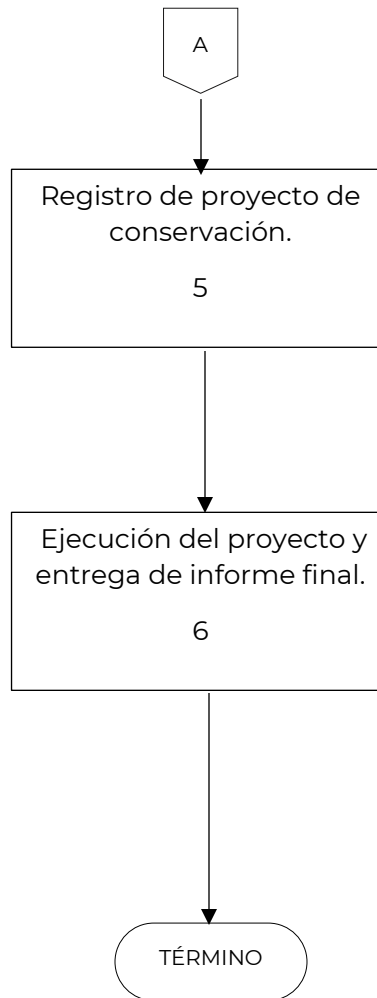 A
Registro de proyecto de
conservación.
5
Ejecución del proyecto y
entrega de informe final.
6
TÉRMINO